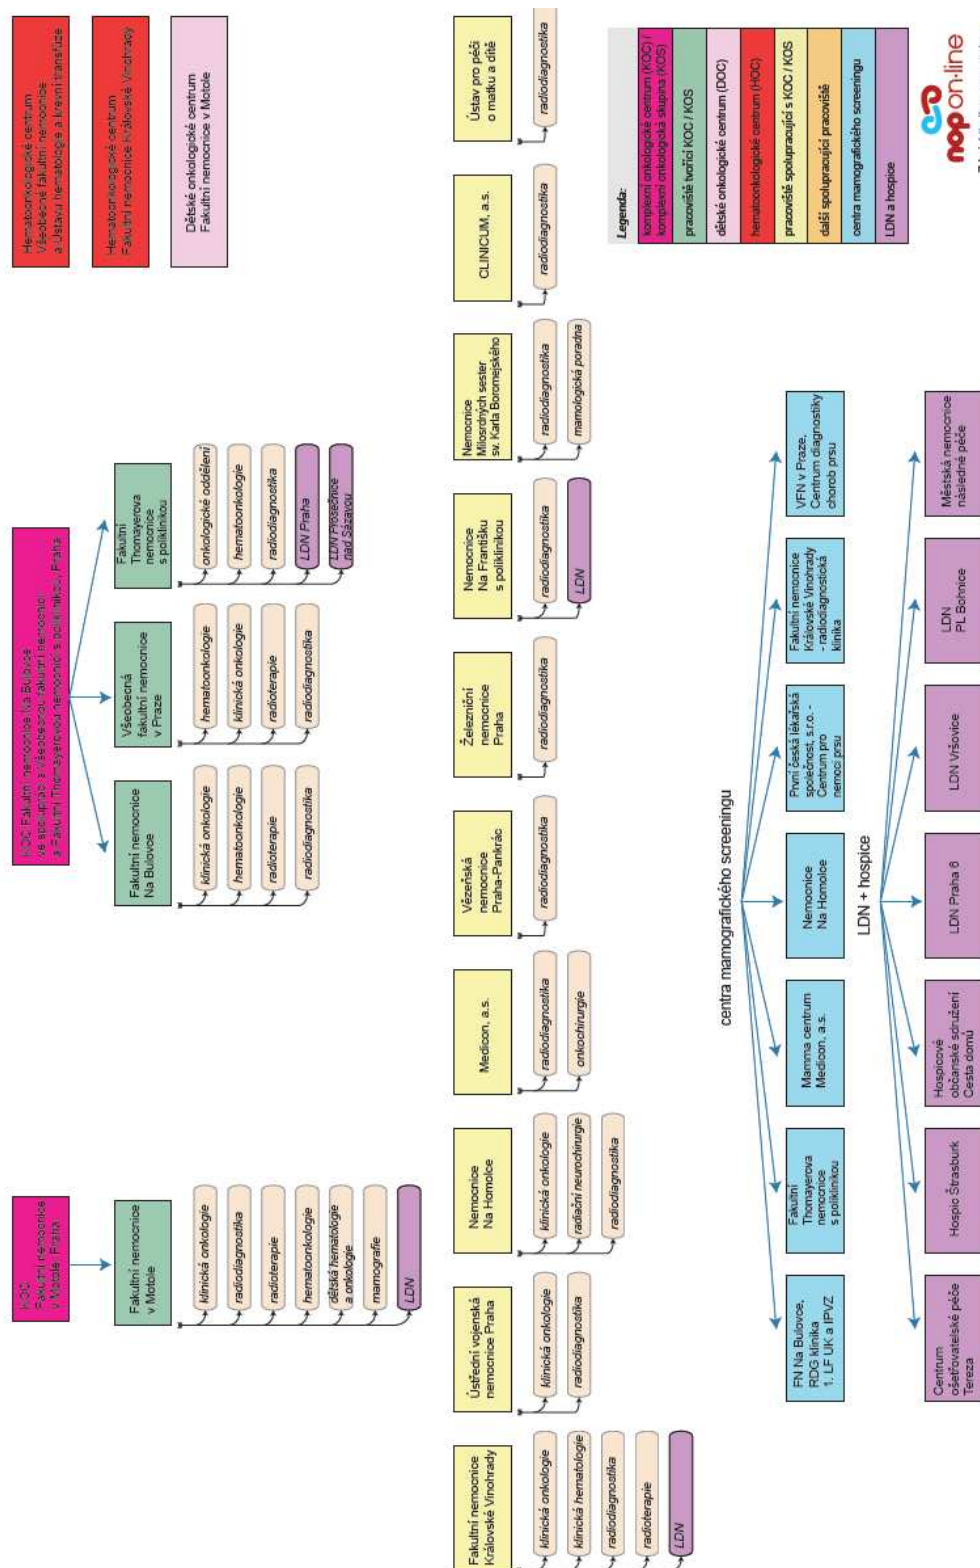 KOC
Fakultní nemocnice
v Motole, Praha
KOC Fakultní nemocnice Na Bulovce
ve spolupráci s Všeobecnou fakultní nemocnicí
a Fakultní Thomayerovou nemocnicí s poliklinikou, Praha
Hematoonkologické centrum
Všeobecné fakultní nemocnice
a Ústavu hematologie a krevní transfúze
Hematoonkologické centrum
Fakultní nemocnice Královské Vinohrady
Dětské onkologické centrum
Fakultní nemocnice v Motole
Fakultní nemocnice
v Motole
klinická onkologie
radiodiagnostika
radioterapie
hematoonkologie
dětská hematologie
a onkologie
mamografie
LDN
Fakultní nemocnice
Na Bulovce
klinická onkologie
hematoonkologie
radioterapie
radiodiagnostika
Všeobecná
fakultní nemocnice
v Praze
hematoonkologie
klinická onkologie
radioterapie
radiodiagnostika
Fakultní
Thomayerova
nemocnice
s poliklinikou
onkologické oddělení
hematoonkologie
radiodiagnostika
LDN Praha
LDN Prosečnice
nad Sázavou
Fakultní nemocnice
Královské Vinohrady
klinická onkologie
klinická hematologie
radiodiagnostika
radioterapie
LDN
Ústřední vojenská
nemocnice Praha
klinická onkologie
radiodiagnostika
Nemocnice
Na Homolce
klinická onkologie
radiační neurochirurgie
radiodiagnostika
Medicon, a.s.
radiodiagnostika
onkochirurgie
Vězeňská
nemocnice
Praha-Pankrác
radiodiagnostika
Železniční
nemocnice
Praha
radiodiagnostika
Nemocnice
Na Františku
s poliklinikou
radiodiagnostika
LDN
Nemocnice
Milosrdných sester
sv. Karla Boromejského
radiodiagnostika
mamologická poradna
CLINICUM, a.s.
radiodiagnostika
Ústav pro péči
o matku a dítě
radiodiagnostika
centra mamografického screeningu
FN Na Bulovce,
RDG klinika
1. LF UK a IPVZ
Fakultní
Thomayerova
nemocnice
s poliklinikou
Mamma centrum
Medicon, a.s.
Nemocnice
Na Homolce
První česká lékařská
společnost, s.r.o. -
Centrum pro
nemoci prsu
Fakultní nemocnice
Královské Vinohrady
- radiodiagnostická
klinika
VFN v Praze,
Centrum diagnostiky
chorob prsu
LDN + hospice
Centrum
ošetřovatelské péče
Tereza
Hospic Štrasburk
Hospicové
občanské sdružení
Cesta domů
LDN Praha 6
LDN Vršovice
LDN
PL Bohnice
Městská nemocnice
následné péče
Legenda:
komplexní onkologické centrum (KOC) /
komplexní onkologická skupina (KOS)
pracoviště tvořící KOC / KOS
dětské onkologické centrum (DOC)
hematoonkologické centrum (HOC)
pracoviště spolupracující s KOC / KOS
další spolupracující pracoviště
centra mamografického screeningu
LDN a hospice
nop on-line